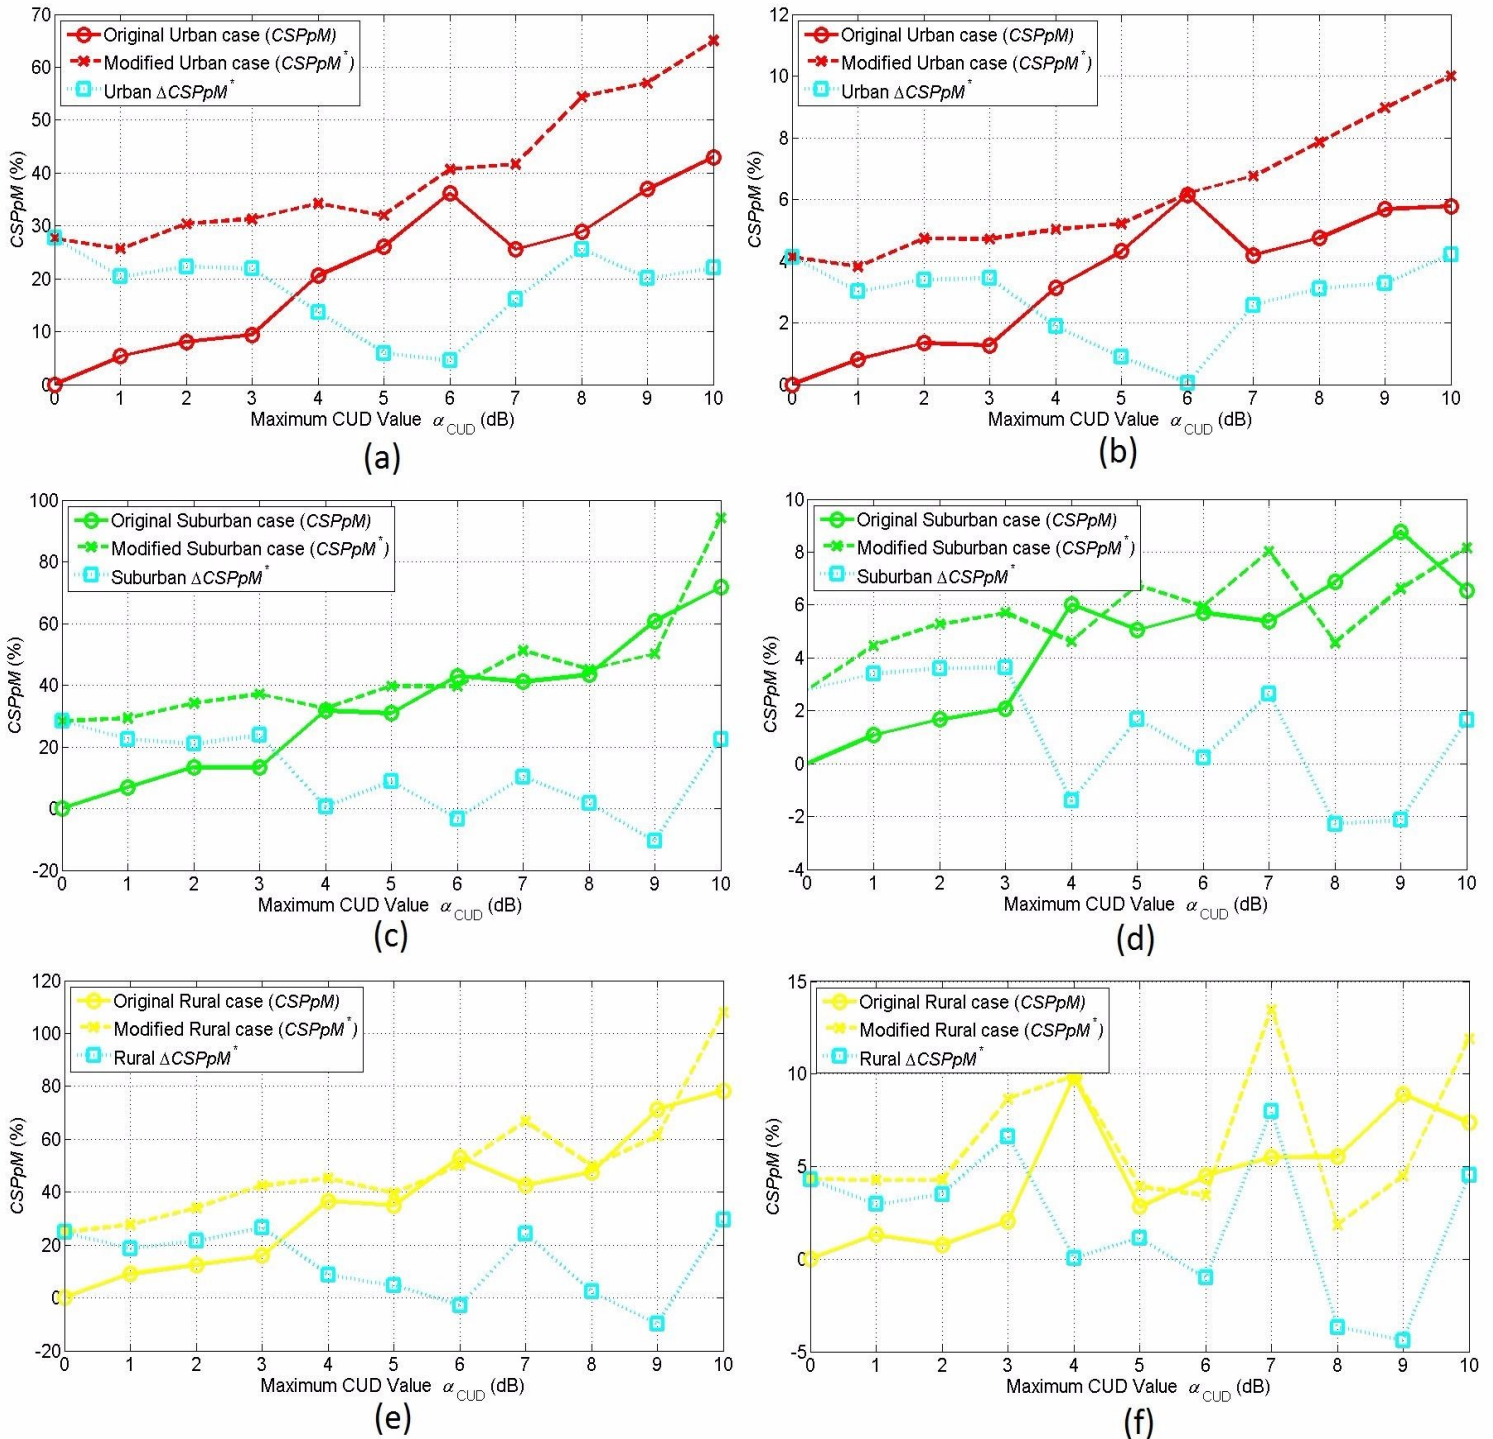 70
60
50
40
30
20
10
0
CSPpM (%)
Original Urban case (CSPpM)
Modified Urban case (CSPpM*)
Urban ΔCSPpM*
0 1 2 3 4 5 6 7 8 9 10
Maximum CUD Value α_CUD (dB)
(a)
12
10
8
6
4
2
0
CSPpM (%)
Original Urban case (CSPpM)
Modified Urban case (CSPpM*)
Urban ΔCSPpM*
0 1 2 3 4 5 6 7 8 9 10
Maximum CUD Value α_CUD (dB)
(b)
100
80
60
40
20
0
-20
CSPpM (%)
Original Suburban case (CSPpM)
Modified Suburban case (CSPpM*)
Suburban ΔCSPpM*
0 1 2 3 4 5 6 7 8 9 10
Maximum CUD Value α_CUD (dB)
(c)
10
8
6
4
2
0
-2
-4
CSPpM (%)
Original Suburban case (CSPpM)
Modified Suburban case (CSPpM*)
Suburban ΔCSPpM*
0 1 2 3 4 5 6 7 8 9 10
Maximum CUD Value α_CUD (dB)
(d)
120
100
80
60
40
20
0
-20
CSPpM (%)
Original Rural case (CSPpM)
Modified Rural case (CSPpM*)
Rural ΔCSPpM*
0 1 2 3 4 5 6 7 8 9 10
Maximum CUD Value α_CUD (dB)
(e)
15
10
5
0
-5
CSPpM (%)
Original Rural case (CSPpM)
Modified Rural case (CSPpM*)
Rural ΔCSPpM*
0 1 2 3 4 5 6 7 8 9 10
Maximum CUD Value α_CUD (dB)
(f)